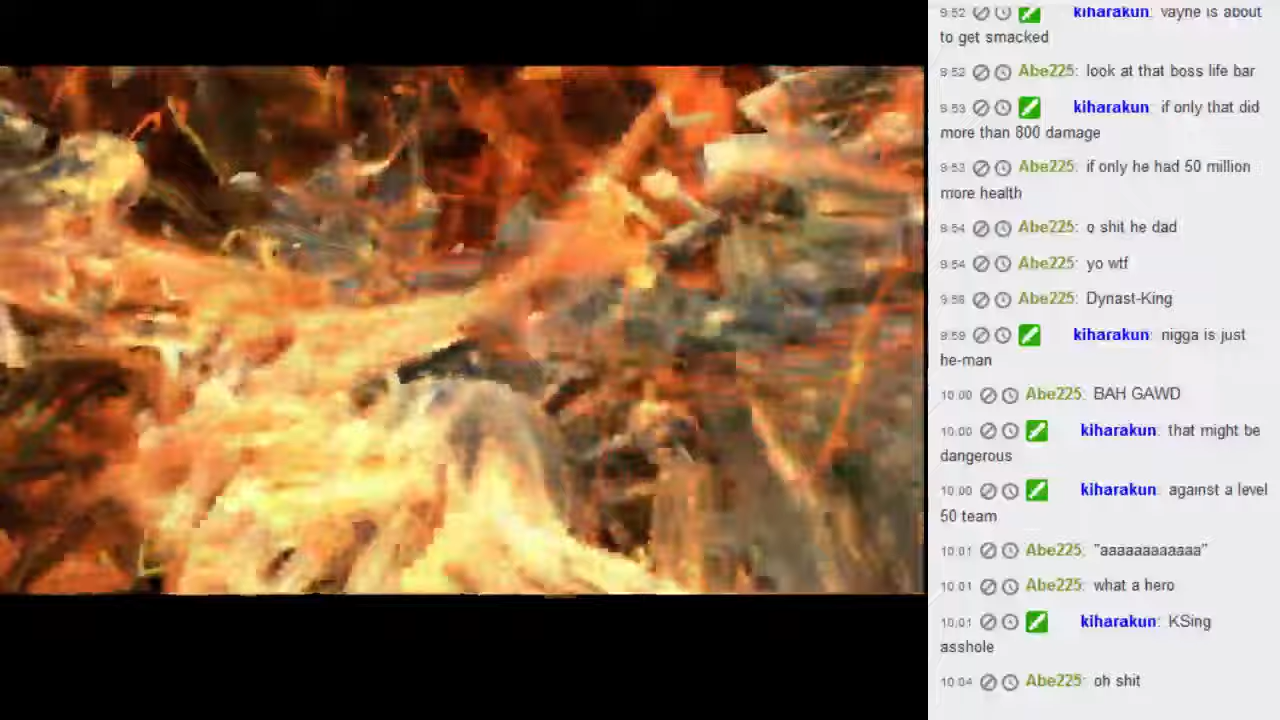 9:52 kiharakun: vayne is about
to get smacked
9:52 Abe225: look at that boss life bar
9:53 kiharakun: if only that did
more than 800 damage
9:53 Abe225: if only he had 50 million
more health
9:54 Abe225: o shit he dad
9:54 Abe225: yo wtf
9:56 Abe225: Dynast-King
9:59 kiharakun: nigga is just
he-man
10:00 Abe225: BAH GAWD
10:00 kiharakun: that might be
dangerous
10:00 kiharakun: against a level
50 team
10:01 Abe225: "aaaaaaaaaaaa"
10:01 Abe225: what a hero
10:01 kiharakun: KSing
asshole
10:04 Abe225: oh shit